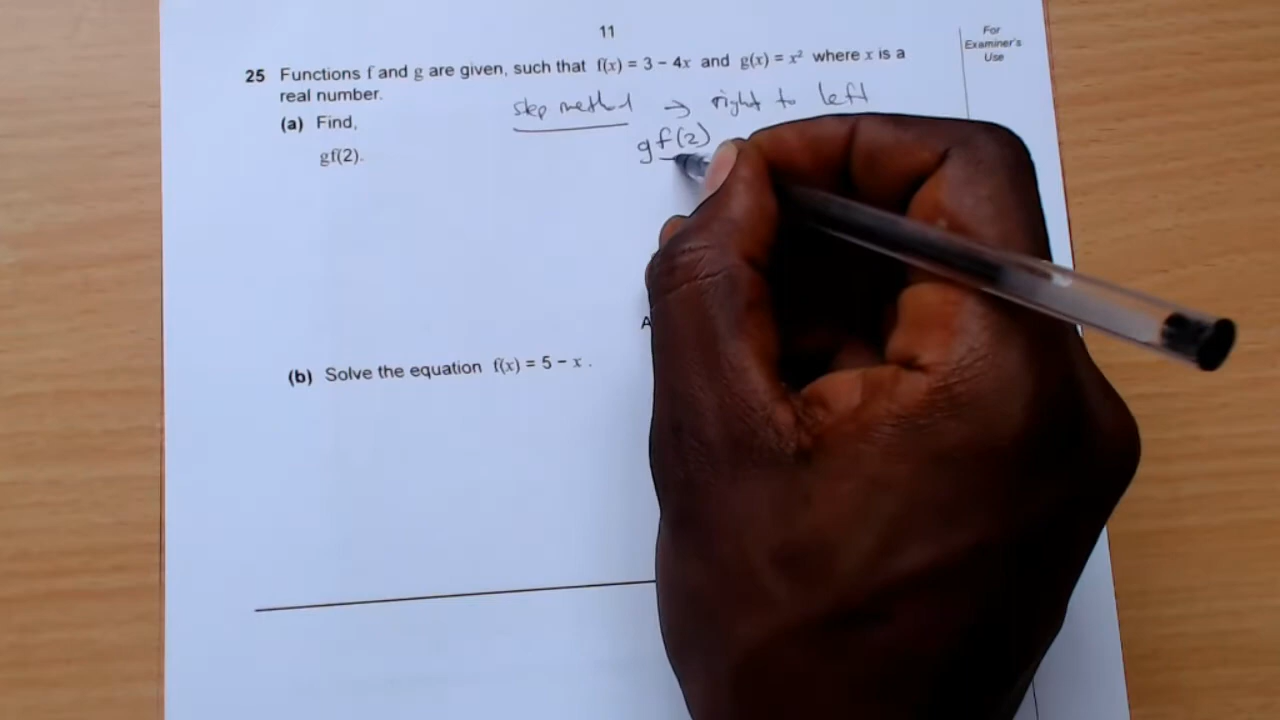 11
For
Examiner's
Use
25 Functions f and g are given, such that f(x) = 3 − 4x and g(x) = x² where x is a
real number.
step method → right to left
(a) Find,
gf(2)
gf(2).
A
(b) Solve the equation f(x) = 5 − x .